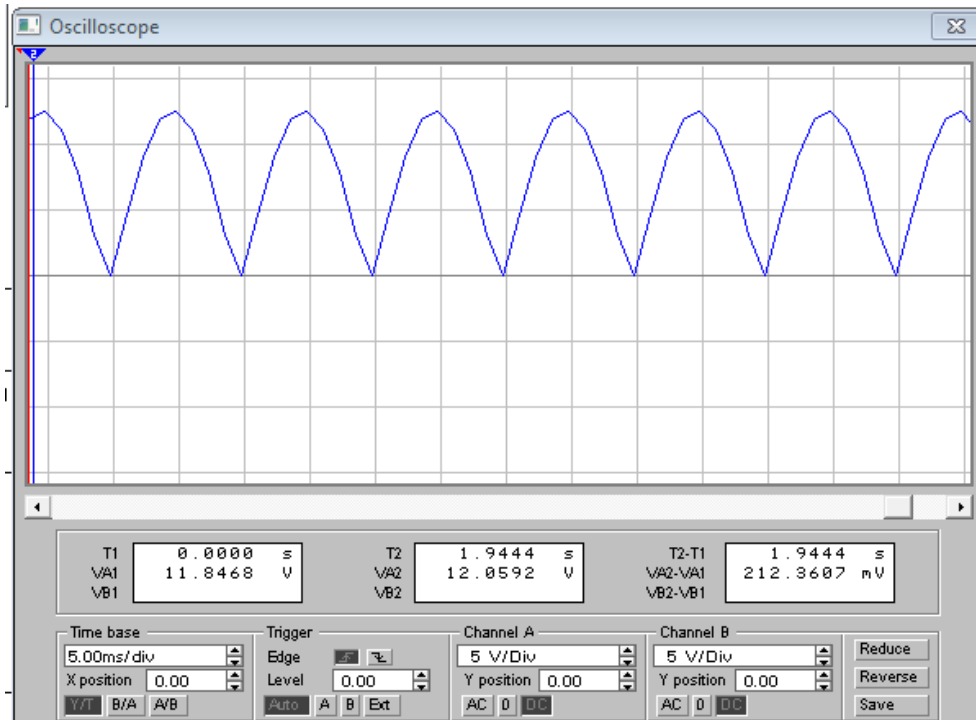 Oscilloscope
2
T1 0.0000 s T2 1.9444 s T2-T1 1.9444 s
VA1 11.8468 V VA2 12.0592 V VA2-VA1 212.3607 mV
VB1 VB2 VB2-VB1
Time base Trigger Channel A Channel B
5.00ms/div Edge 5 V/Div 5 V/Div Reduce
X position 0.00 Level 0.00 Y position 0.00 Y position 0.00 Reverse
Y/T B/A A/B Auto A B Ext AC 0 DC AC 0 DC Save